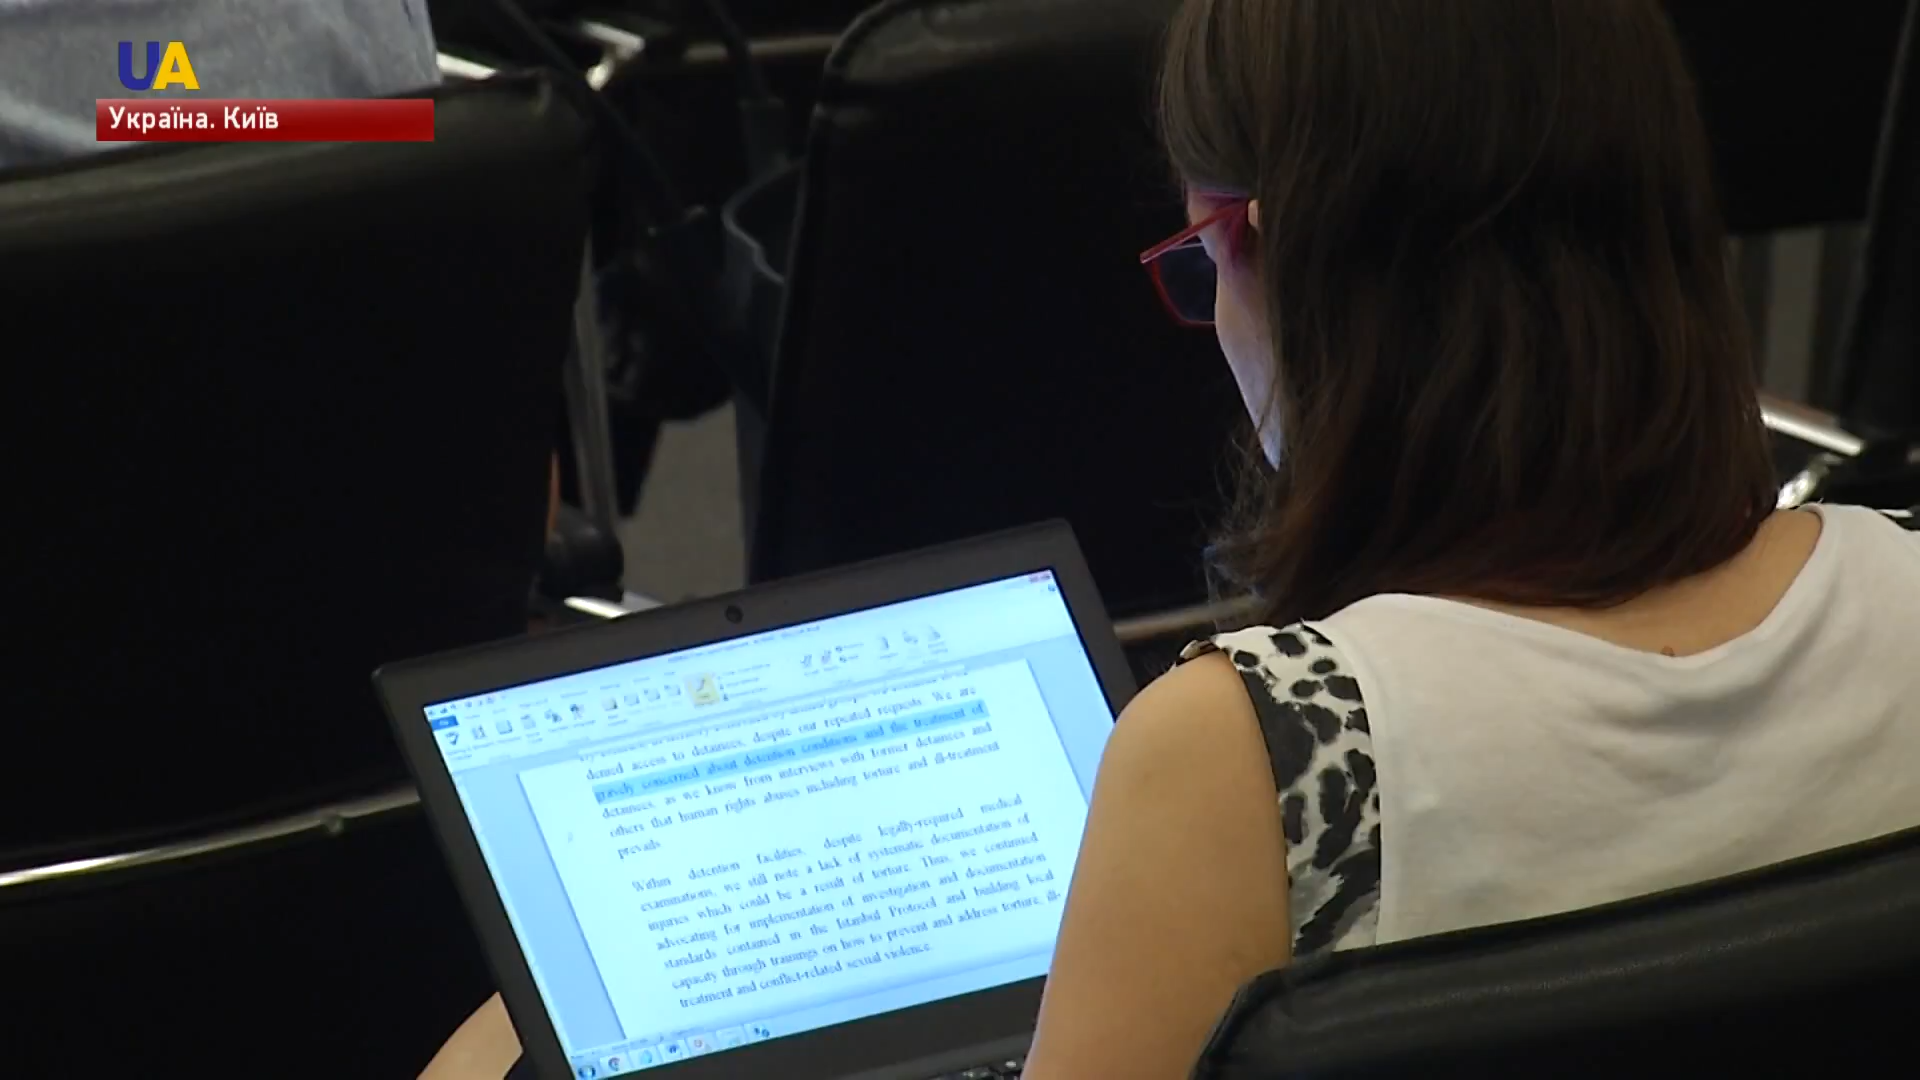 UA
Україна. Київ
denied access to detainees, despite our repeated requests. We are
gravely concerned about detention conditions and the treatment of
detainees, as we know from interviews with former detainees and
others that human rights abuses including torture and ill-treatment
prevails
Within detention facilities, despite legally-required medical
examinations, we still note a lack of systematic documentation of
injuries which could be a result of torture. Thus, we continued
advocating for implementation of investigation and documentation
standards contained in the Istanbul Protocol and building local
capacity through trainings on how to prevent and address torture, ill-
treatment and conflict-related sexual violence.